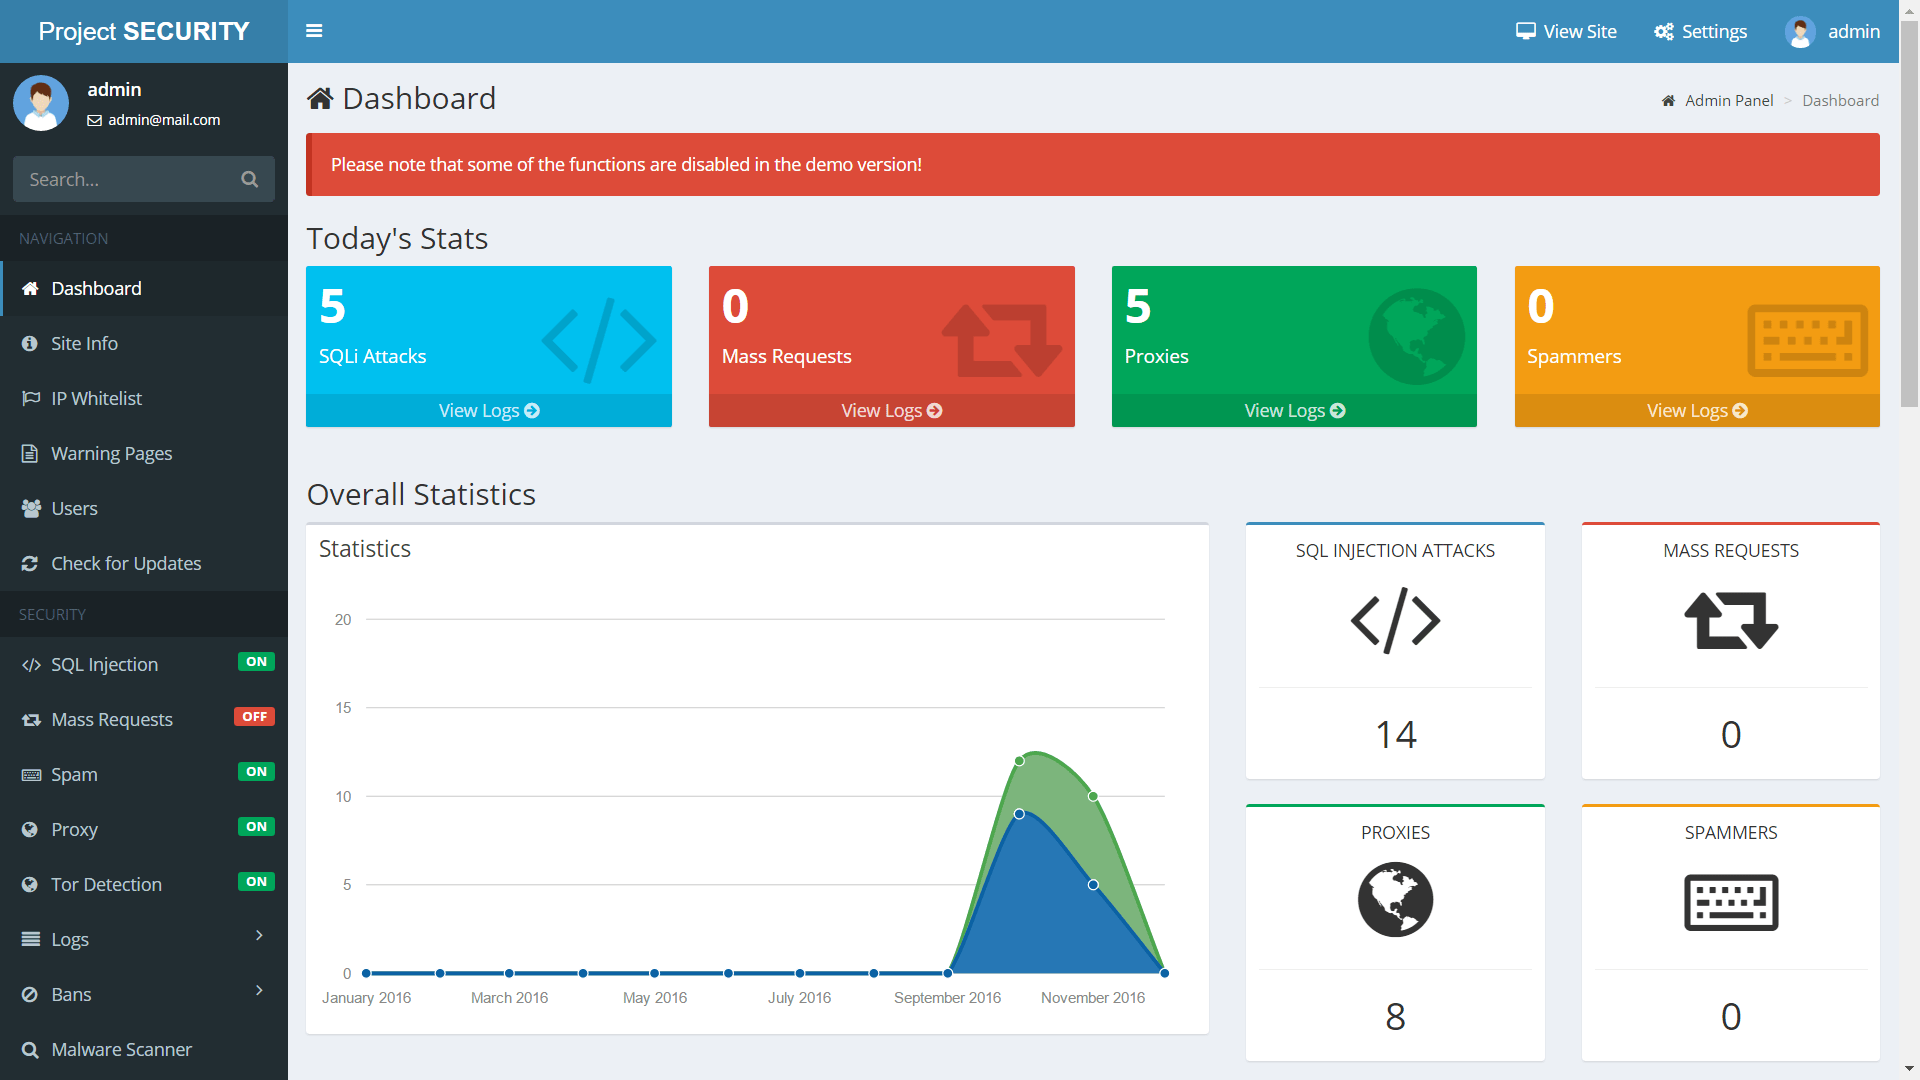 Project SECURITY
View Site
Settings
admin
admin
admin@mail.com
Search...
NAVIGATION
Dashboard
Site Info
IP Whitelist
Warning Pages
Users
Check for Updates
SECURITY
SQL Injection ON
Mass Requests OFF
Spam ON
Proxy ON
Tor Detection ON
Logs
Bans
Malware Scanner
Dashboard
Admin Panel > Dashboard
Please note that some of the functions are disabled in the demo version!
Today's Stats
5
SQLi Attacks
View Logs
0
Mass Requests
View Logs
5
Proxies
View Logs
0
Spammers
View Logs
Overall Statistics
Statistics
20
15
10
5
0
January 2016 March 2016 May 2016 July 2016 September 2016 November 2016
SQL INJECTION ATTACKS
14
MASS REQUESTS
0
PROXIES
8
SPAMMERS
0